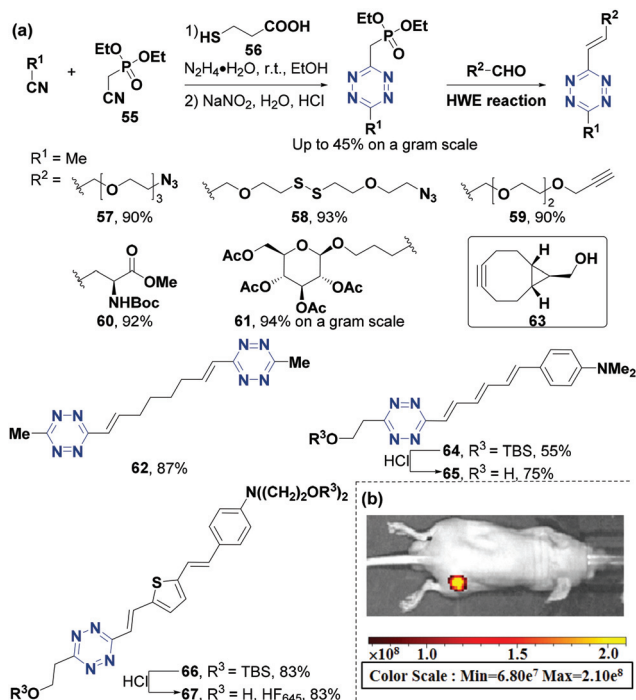 (a)
R¹
CN
+
EtO OEt
P
O
CN
55
1) HS COOH
56
N₂H₄•H₂O, r.t., EtOH
2) NaNO₂, H₂O, HCl
EtO OEt
P
O
N=N
N=N
R¹
Up to 45% on a gram scale
R²−CHO
HWE reaction
R²
N=N
N=N
R¹
R¹ = Me
R² =
O
3
N₃
57, 90%
O S S O N₃
58, 93%
O
2
O
59, 90%
O
OMe
NHBoc
60, 92%
AcO O O
AcO
OAc
OAc
61, 94% on a gram scale
H
OH
H
63
N=N
Me
N=N
N=N
Me
N=N
62, 87%
NMe₂
N=N
N=N
R³O
64, R³ = TBS, 55%
HCl
65, R³ = H, 75%
N((CH₂)₂OR³)₂
S
N=N
N=N
R³O
66, R³ = TBS, 83%
HCl
67, R³ = H, HF₆₄₅, 83%
(b)
×10⁸ 1.0 1.5 2.0
Color Scale : Min=6.80e⁷ Max=2.10e⁸